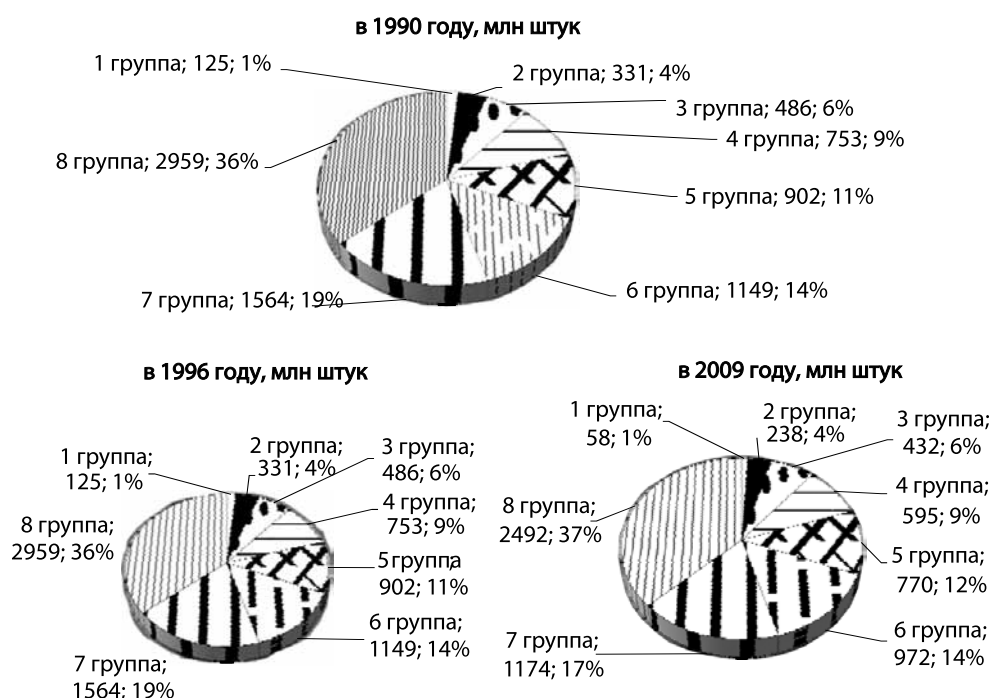 в 1990 году, млн штук
1 группа; 125; 1%
2 группа; 331; 4%
3 группа; 486; 6%
4 группа; 753; 9%
8 группа; 2959; 36%
5 группа; 902; 11%
6 группа; 1149; 14%
7 группа; 1564; 19%
в 1996 году, млн штук
1 группа;
125; 1%
2 группа;
331; 4%
3 группа;
486; 6%
4 группа;
753; 9%
8 группа;
2959; 36%
5 группа;
902; 11%
6 группа;
1149; 14%
7 группа;
1564; 19%
в 2009 году, млн штук
1 группа;
58; 1%
2 группа;
238; 4%
3 группа;
432; 6%
4 группа
595; 9%
8 группа;
2492; 37%
5 группа;
770; 12%
6 группа;
972; 14%
7 группа;
1174; 17%